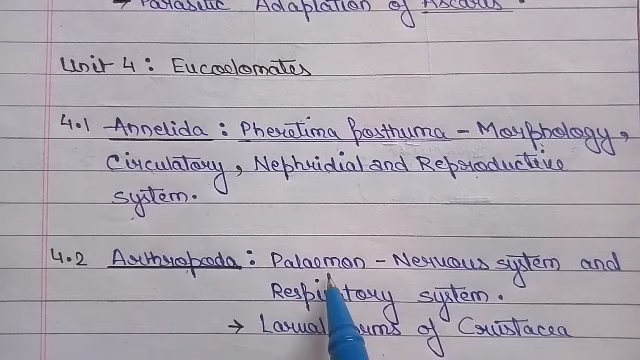 → Parasitic Adaptation of Ascaris.
Unit 4 : Eucoelomates
4.1 Annelida : Pheretima posthuma - Morphology,
Circulatory, Nephridial and Reproductive
system.
4.2 Arthropoda : Palaemon - Nervous system and
Respiratory system.
→ Larval of Crustacea